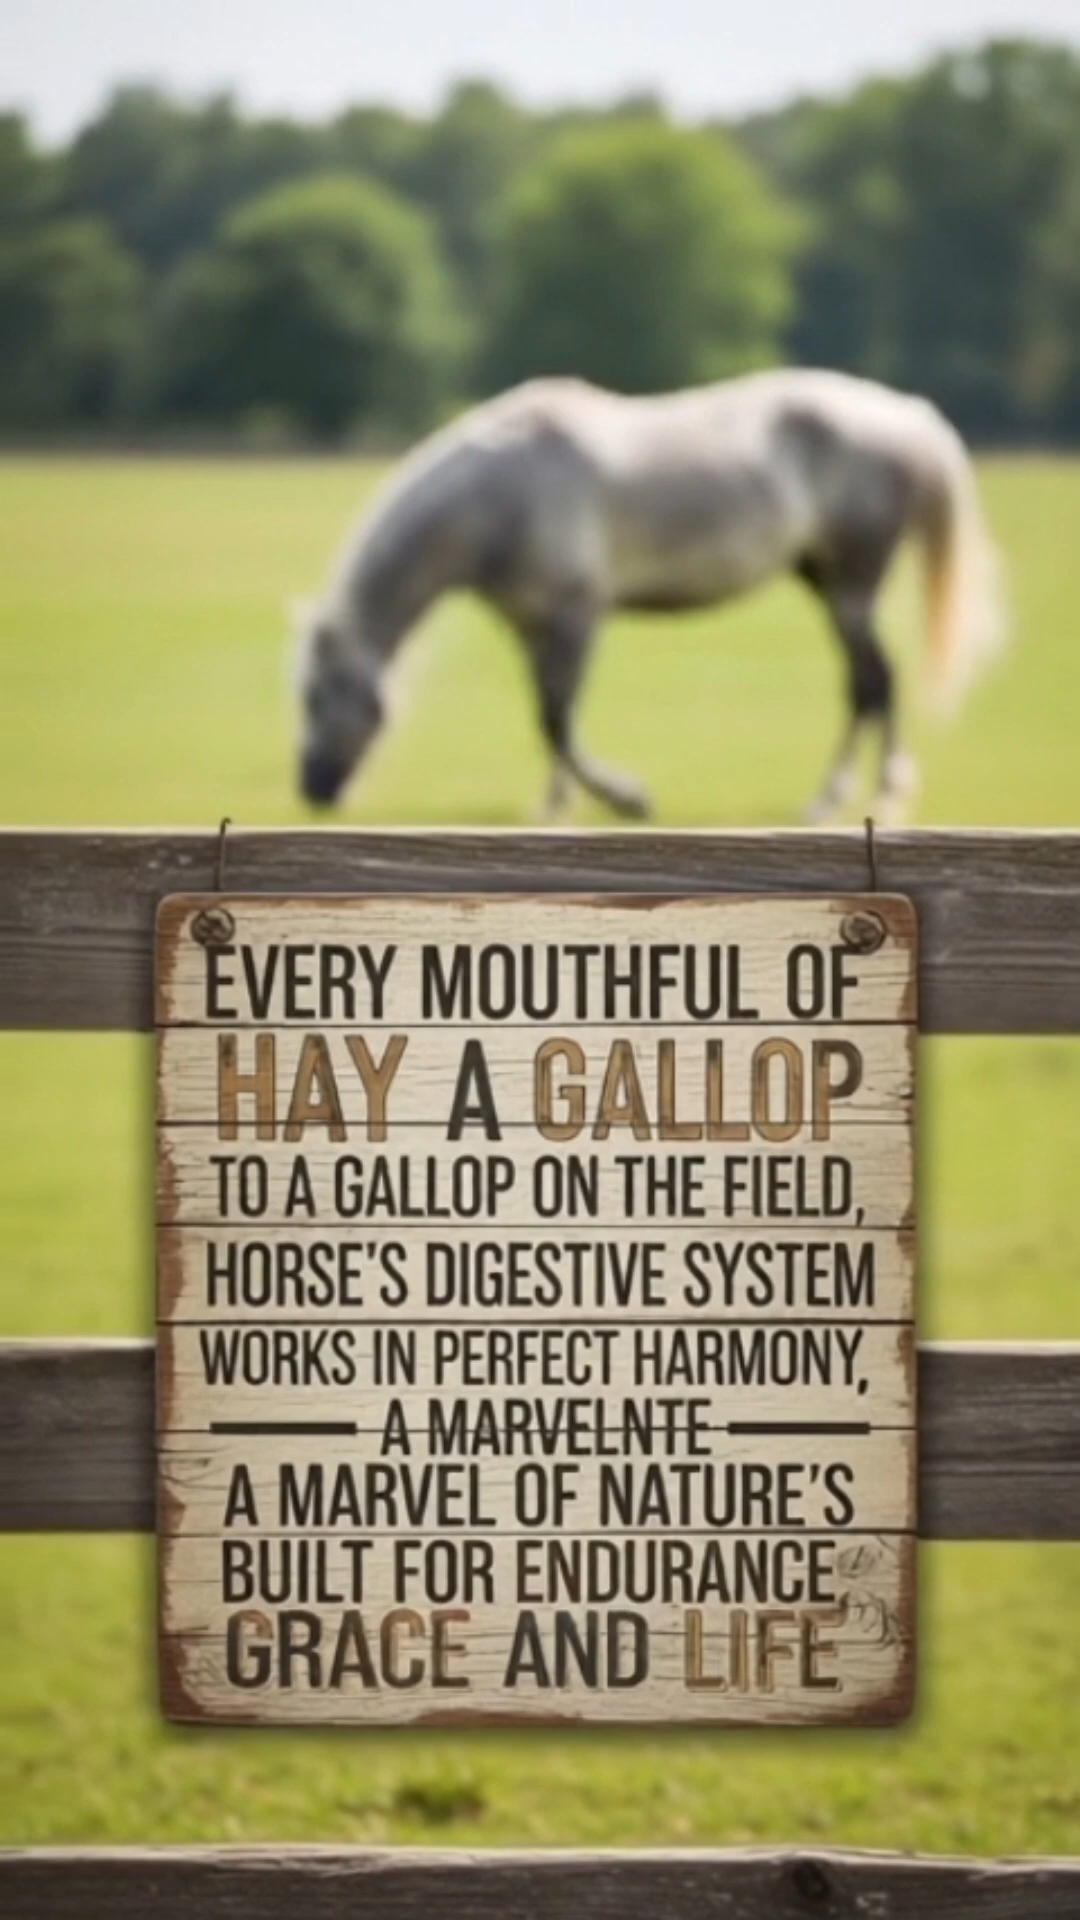 EVERY MOUTHFUL OF
HAY A GALLOP
TO A GALLOP ON THE FIELD,
HORSE'S DIGESTIVE SYSTEM
WORKS IN PERFECT HARMONY,
A MARVELNTE
A MARVEL OF NATURE'S
BUILT FOR ENDURANCE
GRACE AND LIFE